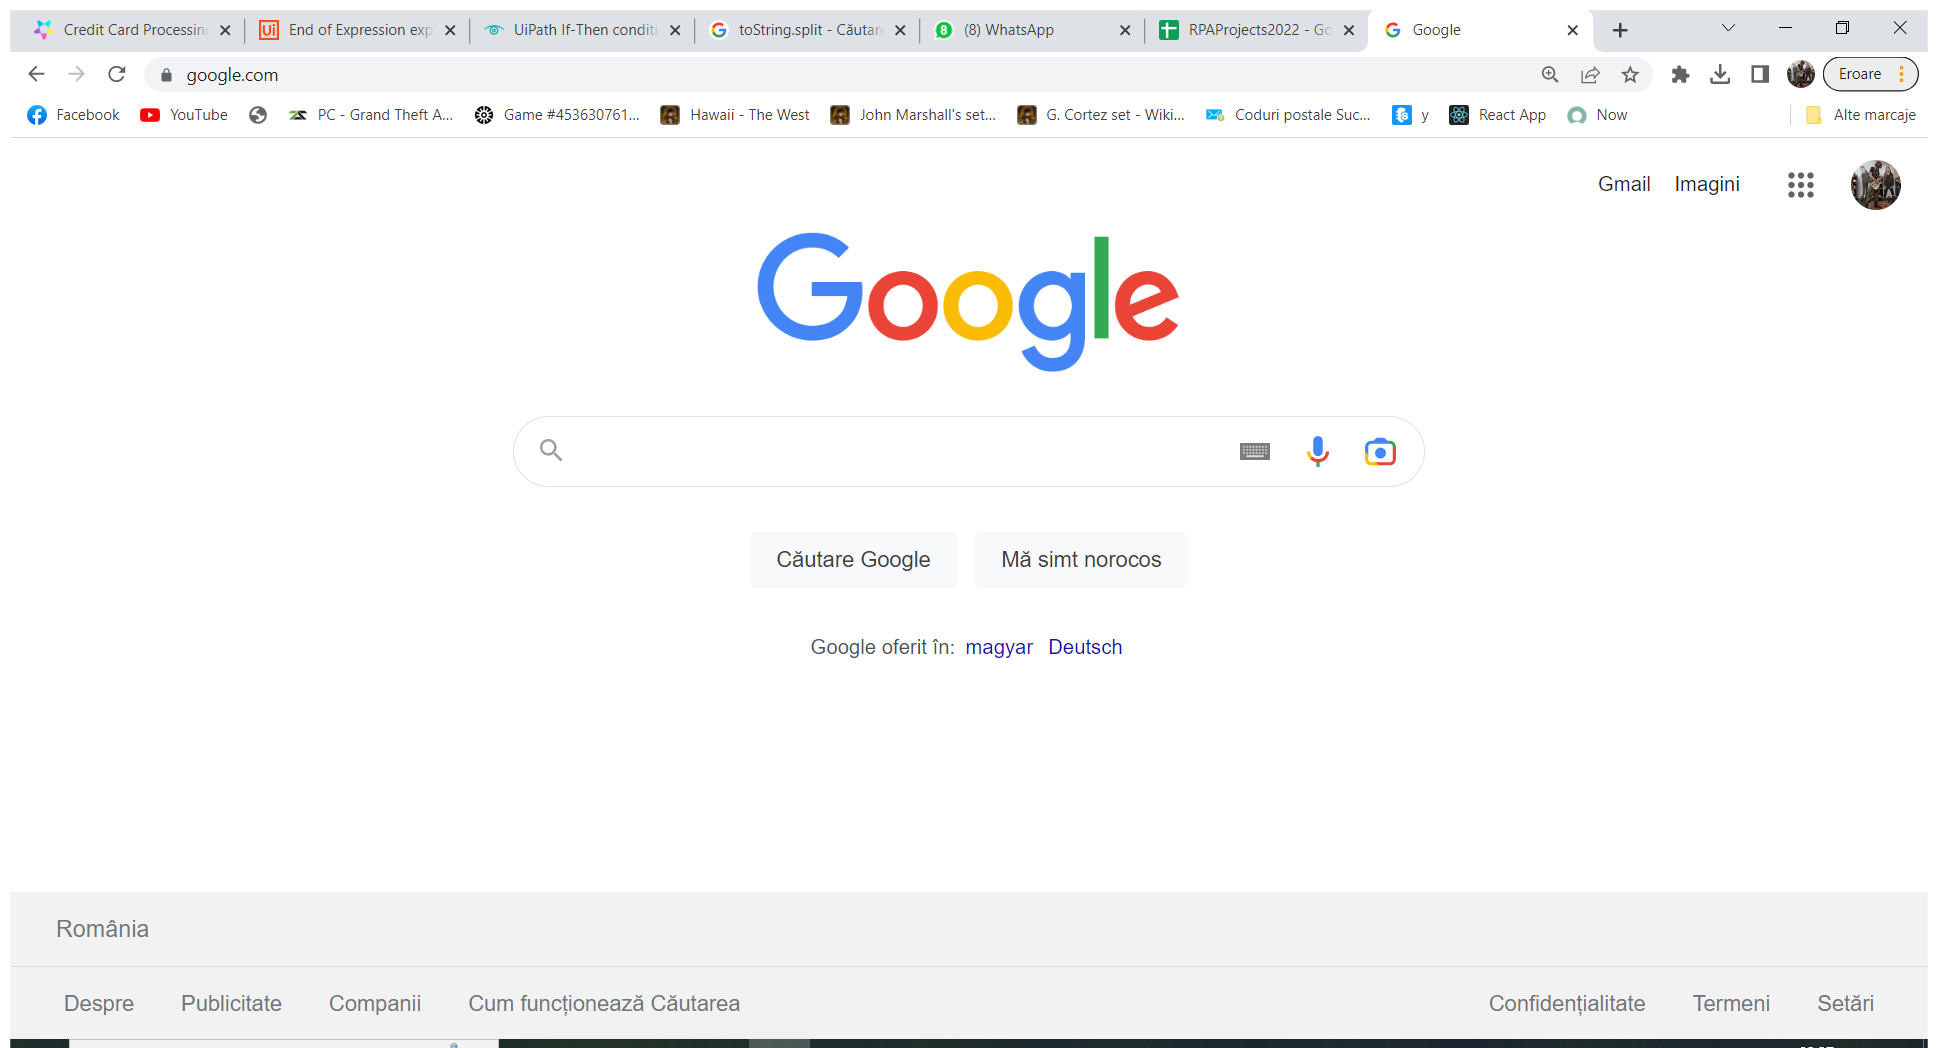 Credit Card Processing End of Expression exp UiPath If-Then conditi toString.split - Căutare (8) WhatsApp RPAProjects2022 - Go Google
google.com Eroare
Facebook YouTube PC - Grand Theft A... Game #453630761... Hawaii - The West John Marshall's set... G. Cortez set - Wiki... Coduri postale Suc... y React App Now Alte marcaje
Gmail Imagini
Google
Căutare Google Mă simt norocos
Google oferit în: magyar Deutsch
România
Despre Publicitate Companii Cum funcționează Căutarea Confidențialitate Termeni Setări